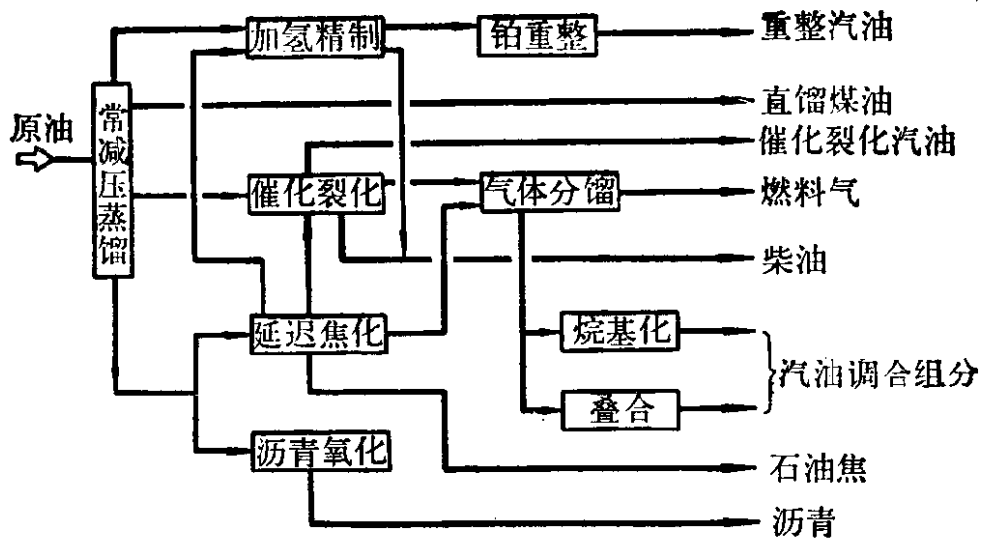 加氢精制
铂重整
重整汽油
直馏煤油
原油
常减压蒸馏
催化裂化汽油
催化裂化
气体分馏
燃料气
柴油
延迟焦化
烷基化
汽油调合组分
叠合
沥青氧化
石油焦
沥青